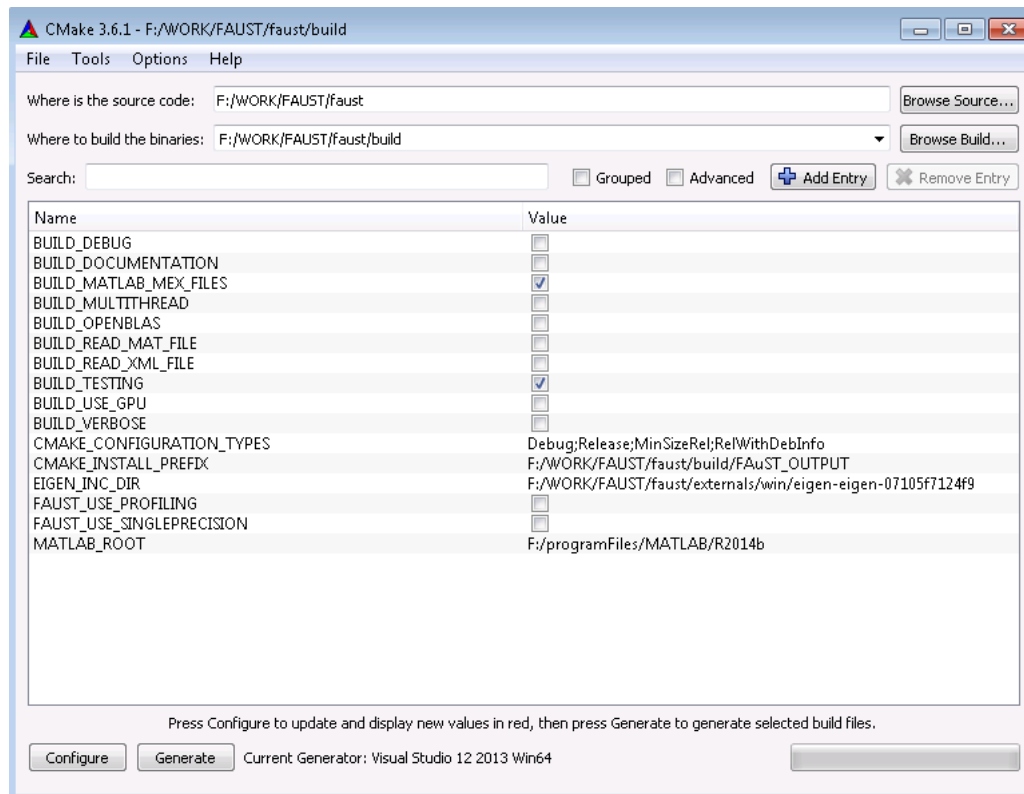 CMake 3.6.1 - F:/WORK/FAUST/faust/build
File Tools Options Help
Where is the source code: F:/WORK/FAUST/faust Browse Source...
Where to build the binaries: F:/WORK/FAUST/faust/build Browse Build...
Search: Grouped Advanced Add Entry Remove Entry
Name Value
BUILD_DEBUG
BUILD_DOCUMENTATION
BUILD_MATLAB_MEX_FILES
BUILD_MULTITHREAD
BUILD_OPENBLAS
BUILD_READ_MAT_FILE
BUILD_READ_XML_FILE
BUILD_TESTING
BUILD_USE_GPU
BUILD_VERBOSE
CMAKE_CONFIGURATION_TYPES Debug;Release;MinSizeRel;RelWithDebInfo
CMAKE_INSTALL_PREFIX F:/WORK/FAUST/faust/build/FAuST_OUTPUT
EIGEN_INC_DIR F:/WORK/FAUST/faust/externals/win/eigen-eigen-07105f7124f9
FAUST_USE_PROFILING
FAUST_USE_SINGLEPRECISION
MATLAB_ROOT F:/programFiles/MATLAB/R2014b
Press Configure to update and display new values in red, then press Generate to generate selected build files.
Configure Generate Current Generator: Visual Studio 12 2013 Win64